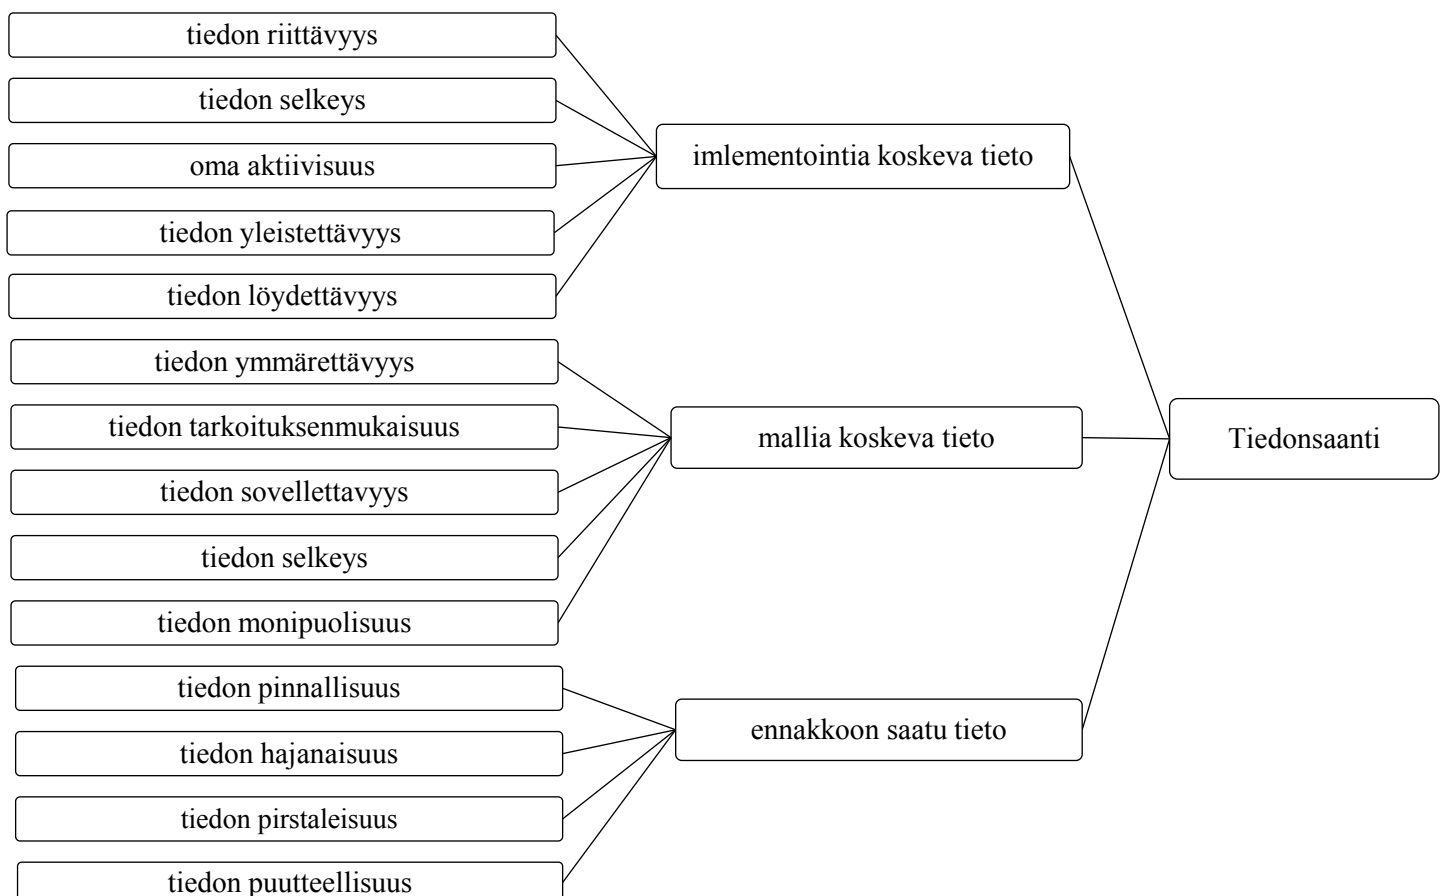 tiedon riittävyys
tiedon selkeys
oma aktiivisuus
tiedon yleistettävyys
tiedon löydettävyys
imlementointia koskeva tieto
tiedon ymmärettävyys
tiedon tarkoituksenmukaisuus
tiedon sovellettavyys
tiedon selkeys
tiedon monipuolisuus
mallia koskeva tieto
tiedon pinnallisuus
tiedon hajanaisuus
tiedon pirstaleisuus
tiedon puutteellisuus
ennakkoon saatu tieto
Tiedonsaanti